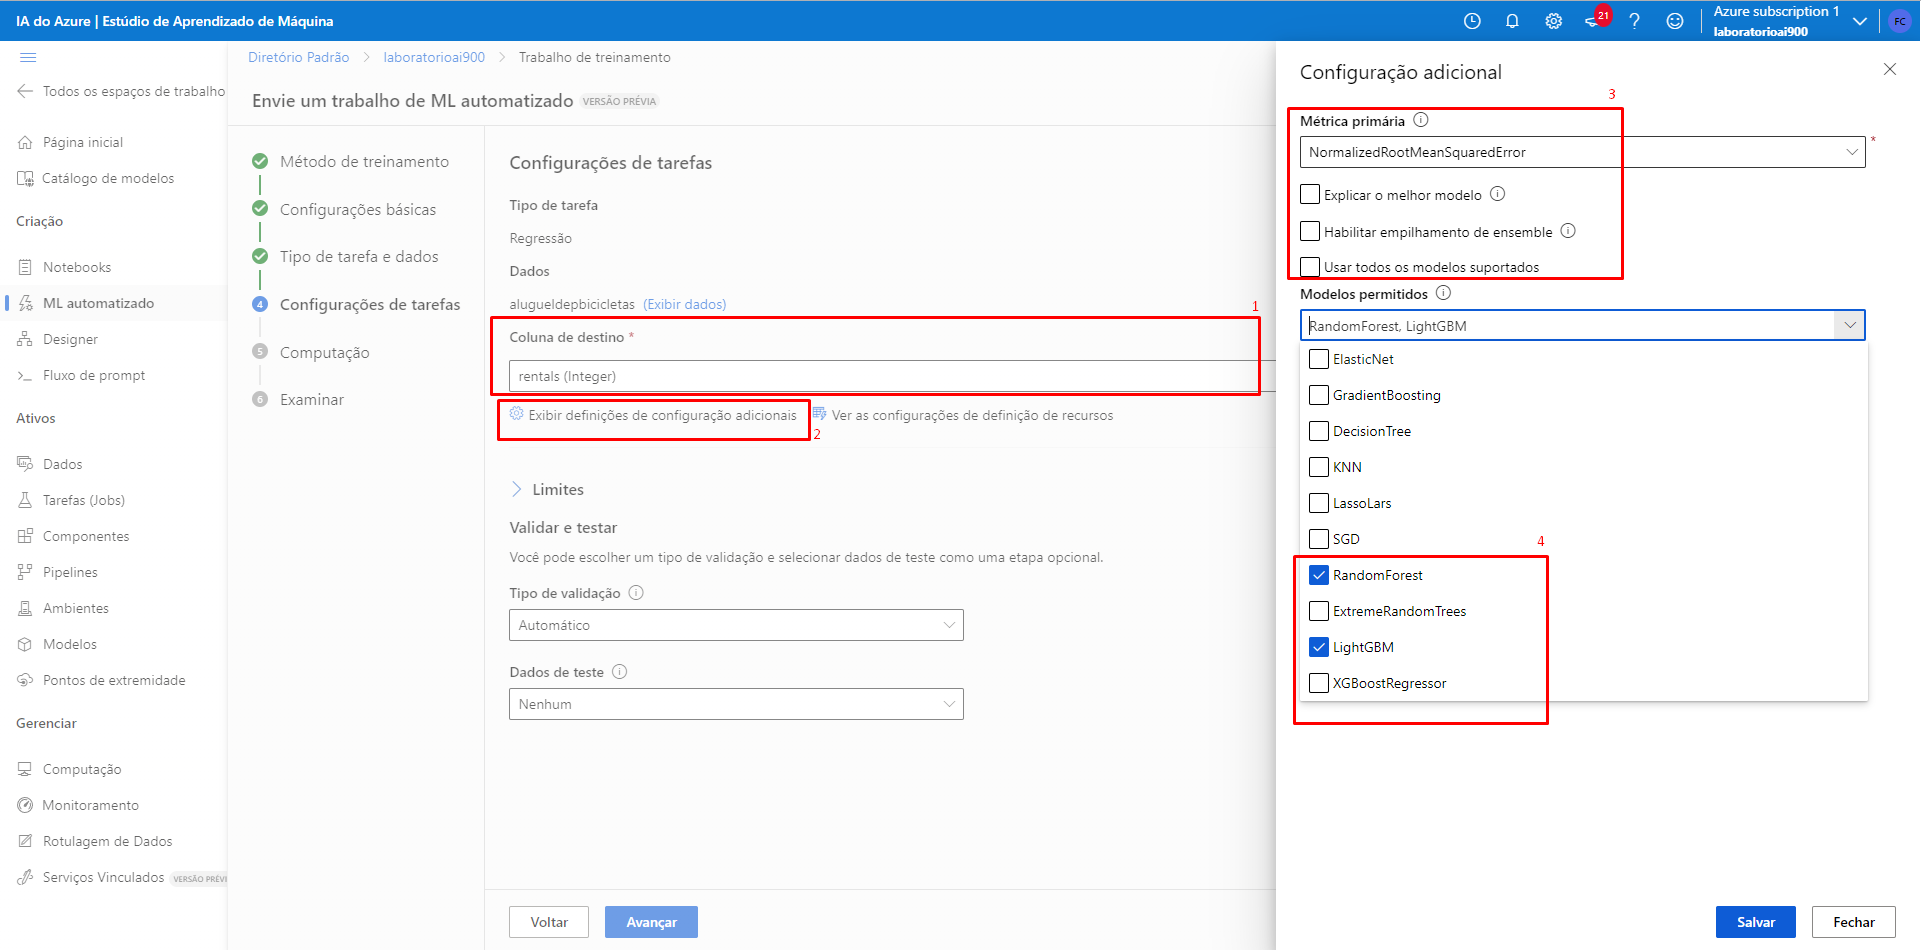 IA do Azure | Estúdio de Aprendizado de Máquina
21
Azure subscription 1
laboratorioai900
FC
Todos os espaços de trabalho
Página inicial
Catálogo de modelos
Criação
Notebooks
ML automatizado
Designer
Fluxo de prompt
Ativos
Dados
Tarefas (Jobs)
Componentes
Pipelines
Ambientes
Modelos
Pontos de extremidade
Gerenciar
Computação
Monitoramento
Rotulagem de Dados
Serviços Vinculados VERSÃO PRÉVI
Diretório Padrão > laboratorioai900 > Trabalho de treinamento
Envie um trabalho de ML automatizado VERSÃO PRÉVIA
Método de treinamento
Configurações básicas
Tipo de tarefa e dados
4 Configurações de tarefas
5 Computação
6 Examinar
Configurações de tarefas
Tipo de tarefa
Regressão
Dados
alugueldepbicicletas (Exibir dados)
1
Coluna de destino *
rentals (Integer)
Exibir definições de configuração adicionais
2
Ver as configurações de definição de recursos
Limites
Validar e testar
Você pode escolher um tipo de validação e selecionar dados de teste como uma etapa opcional.
Tipo de validação
Automático
Dados de teste
Nenhum
Voltar
Avançar
Configuração adicional
3
Métrica primária
NormalizedRootMeanSquaredError
*
Explicar o melhor modelo
Habilitar empilhamento de ensemble
Usar todos os modelos suportados
Modelos permitidos
RandomForest, LightGBM
ElasticNet
GradientBoosting
DecisionTree
KNN
LassoLars
SGD
4
RandomForest
ExtremeRandomTrees
LightGBM
XGBoostRegressor
Salvar
Fechar